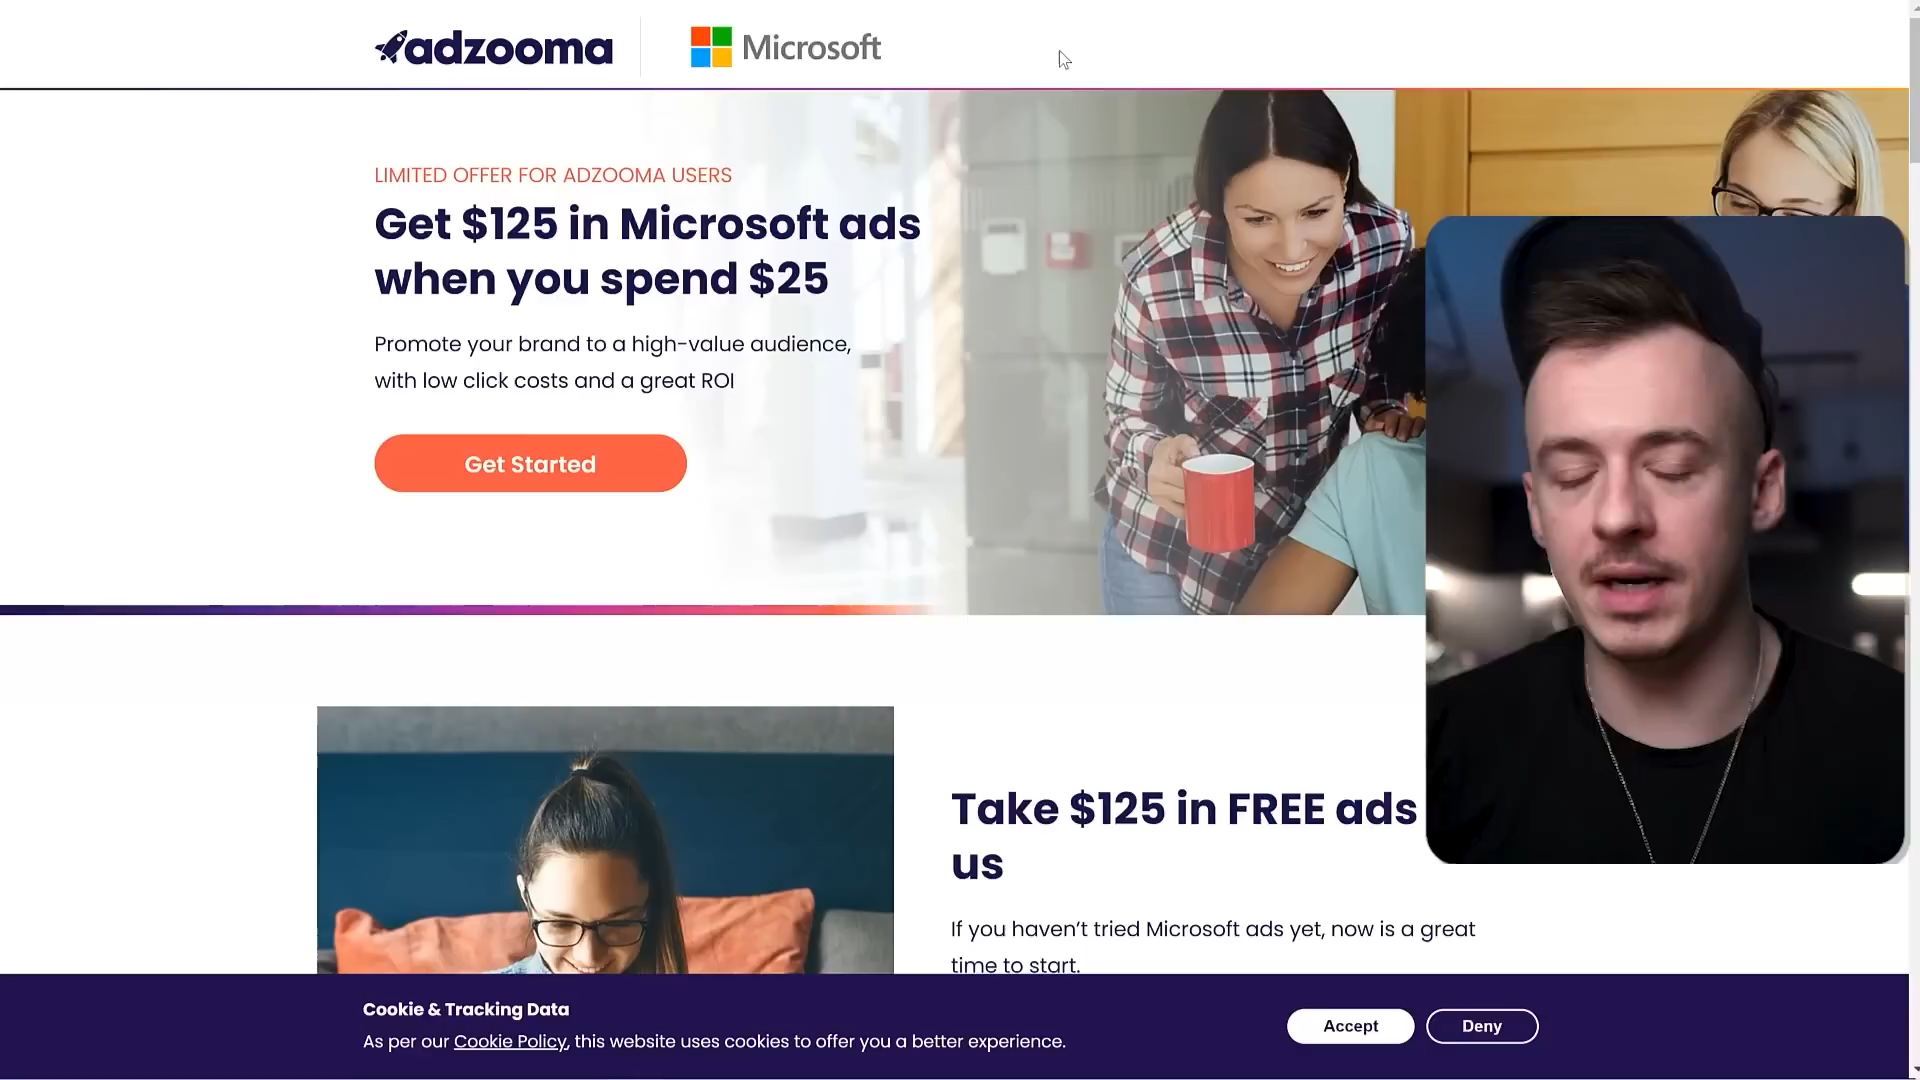 adzooma
Microsoft
LIMITED OFFER FOR ADZOOMA USERS
Get $125 in Microsoft ads
when you spend $25
Promote your brand to a high-value audience,
with low click costs and a great ROI
Get Started
Take $125 in FREE ads
us
If you haven't tried Microsoft ads yet, now is a great
time to start.
Cookie & Tracking Data
As per our Cookie Policy, this website uses cookies to offer you a better experience.
Accept
Deny